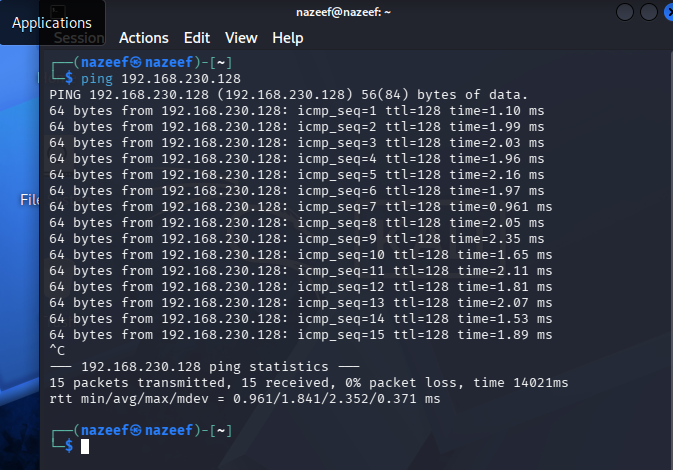 Applications
nazeef@nazeef: ~
Session Actions Edit View Help
┌──(nazeef㉿nazeef)-[~]
└─$ ping 192.168.230.128
PING 192.168.230.128 (192.168.230.128) 56(84) bytes of data.
64 bytes from 192.168.230.128: icmp_seq=1 ttl=128 time=1.10 ms
64 bytes from 192.168.230.128: icmp_seq=2 ttl=128 time=1.99 ms
64 bytes from 192.168.230.128: icmp_seq=3 ttl=128 time=2.03 ms
64 bytes from 192.168.230.128: icmp_seq=4 ttl=128 time=1.96 ms
64 bytes from 192.168.230.128: icmp_seq=5 ttl=128 time=2.16 ms
64 bytes from 192.168.230.128: icmp_seq=6 ttl=128 time=1.97 ms
64 bytes from 192.168.230.128: icmp_seq=7 ttl=128 time=0.961 ms
64 bytes from 192.168.230.128: icmp_seq=8 ttl=128 time=2.05 ms
64 bytes from 192.168.230.128: icmp_seq=9 ttl=128 time=2.35 ms
64 bytes from 192.168.230.128: icmp_seq=10 ttl=128 time=1.65 ms
64 bytes from 192.168.230.128: icmp_seq=11 ttl=128 time=2.11 ms
64 bytes from 192.168.230.128: icmp_seq=12 ttl=128 time=1.81 ms
64 bytes from 192.168.230.128: icmp_seq=13 ttl=128 time=2.07 ms
64 bytes from 192.168.230.128: icmp_seq=14 ttl=128 time=1.53 ms
64 bytes from 192.168.230.128: icmp_seq=15 ttl=128 time=1.89 ms
^C
--- 192.168.230.128 ping statistics ---
15 packets transmitted, 15 received, 0% packet loss, time 14021ms
rtt min/avg/max/mdev = 0.961/1.841/2.352/0.371 ms
┌──(nazeef㉿nazeef)-[~]
└─$